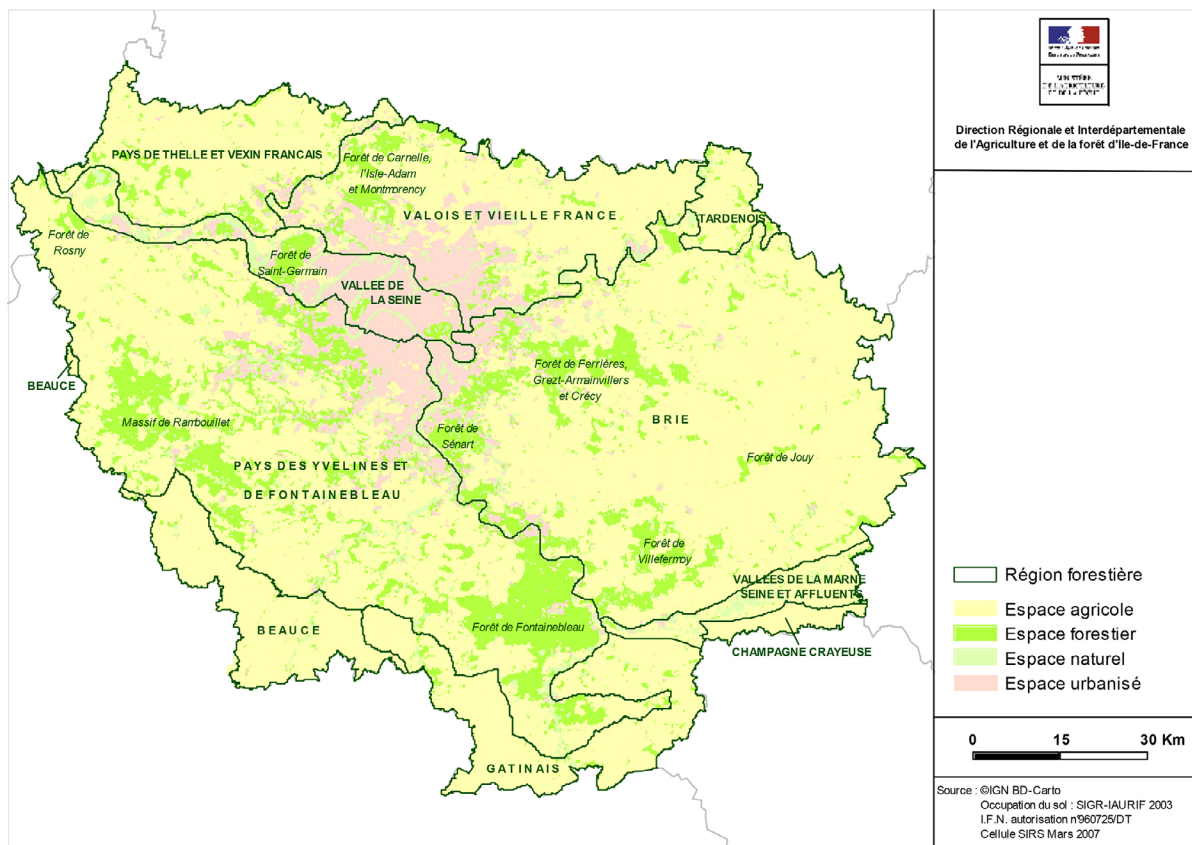 Direction Régionale et Interdépartementale
de l'Agriculture et de la forêt d'Ile-de-France
PAYS DE THELLE ET VEXIN FRANCAIS
Forêt de Carnelle,
l'Isle-Adam
et Montmorency
VALOIS ET VIEILLE FRANCE
TARDENOIS
Forêt de
Rosny
Forêt de
Saint-Germain
VALLEE DE
LA SEINE
BEAUCE
Forêt de Ferrières,
Grezt-Armainvilliers
et Crécy
BRIE
Massif de Rambouillet
Forêt de
Sénart
Forêt de Jouy
PAYS DES YVELINES ET
DE FONTAINEBLEAU
Forêt de
Villefermoy
VALLEES DE LA MARNE
SEINE ET AFFLUENTS
BEAUCE
Forêt de Fontainebleau
CHAMPAGNE CRAYEUSE
GATINAIS
Région forestière
Espace agricole
Espace forestier
Espace naturel
Espace urbanisé
0 15 30 Km
Source : ©IGN BD-Carto
Occupation du sol : SIGR-IAURIF 2003
I.F.N. autorisation n°960725/DT
Cellule SIRS Mars 2007